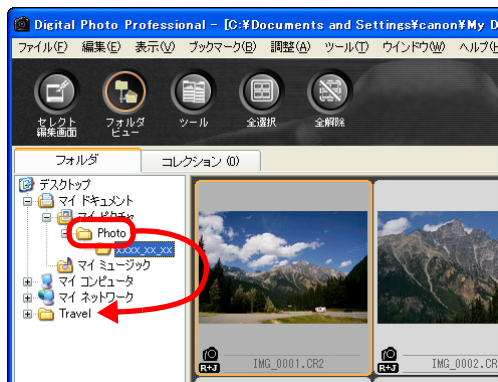 Digital Photo Professional - [C:¥Documents and Settings¥canon¥My D
ファイル(F) 編集(E) 表示(V) ブックマーク(B) 調整(A) ツール(T) ウインドウ(W) ヘルプ(H
セレクト編集画面 フォルダビュー ツール 全選択 全解除
フォルダ コレクション (0)
デスクトップ
マイ ドキュメント
マイ ピクチャ
Photo
xxxx_xx_xx
マイ ミュージック
マイ コンピュータ
マイ ネットワーク
Travel
R+J IMG_0001.CR2
R+J IMG_0002.CR